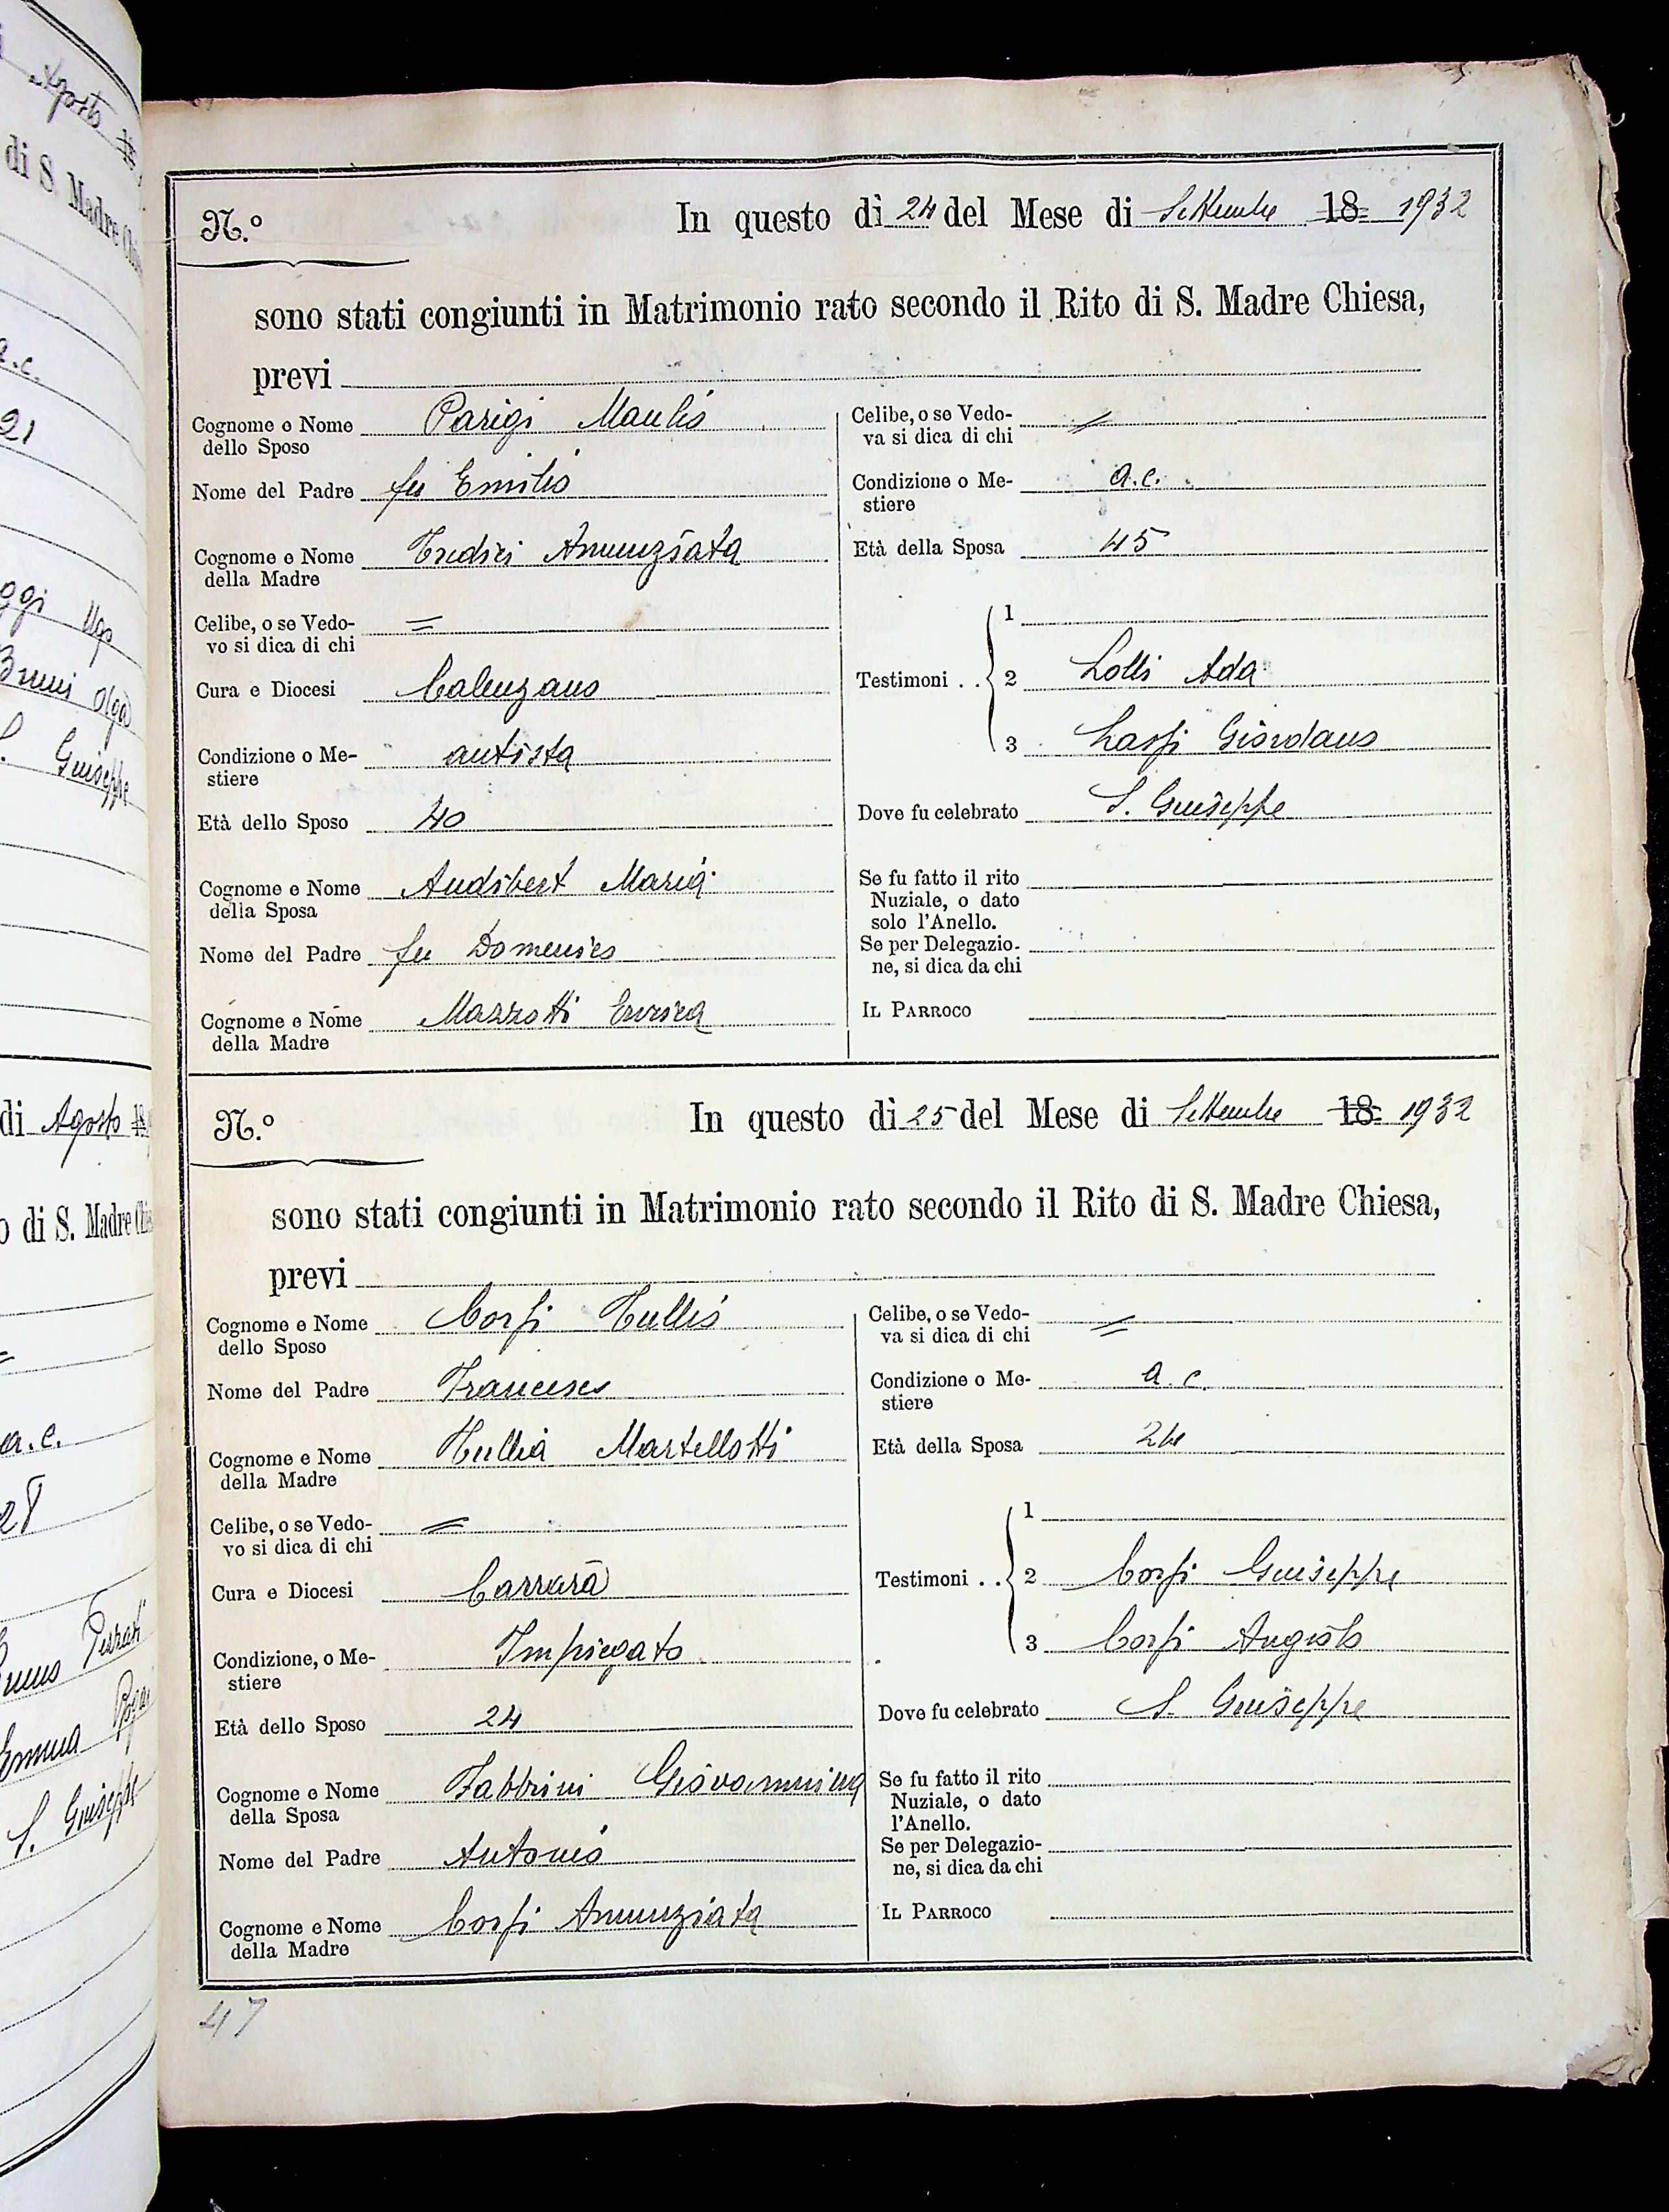 N.º In questo dì 24 del Mese di Settembre 18 1932
sono stati congiunti in Matrimonio rato secondo il Rito di S. Madre Chiesa,
previ
Cognome e Nome dello Sposo Parigi Manlio
Nome del Padre fu Emilio
Cognome e Nome della Madre Tredici Annunziata
Celibe, o se Vedovo si dica di chi =
Cura e Diocesi Calenzano
Condizione o Mestiere autista
Età dello Sposo 40
Cognome e Nome della Sposa Audibert Maria
Nome del Padre fu Domenico
Cognome e Nome della Madre Mazzotti Enrica
Celibe, o se Vedova si dica di chi =
Condizione o Mestiere a.c.
Età della Sposa 45
Testimoni . . 1
2 Lolli Ada
3 Giordano
Dove fu celebrato S. Giuseppe
Se fu fatto il rito Nuziale, o dato solo l'Anello.
Se per Delegazione, si dica da chi
IL PARROCO
N.º In questo dì 25 del Mese di Settembre 18 1932
sono stati congiunti in Matrimonio rato secondo il Rito di S. Madre Chiesa,
previ
Cognome e Nome dello Sposo Corsi Tullio
Nome del Padre Francesco
Cognome e Nome della Madre Tullia Martellotti
Celibe, o se Vedovo si dica di chi =
Cura e Diocesi Carrara
Condizione, o Mestiere Impiegato
Età dello Sposo 24
Cognome e Nome della Sposa Fabbrini Giovannina
Nome del Padre Antonio
Cognome e Nome della Madre Corsi Annunziata
Celibe, o se Vedova si dica di chi =
Condizione o Mestiere a.c.
Età della Sposa 24
Testimoni . . 1
2 Corsi Giuseppe
3 Corsi Angiolo
Dove fu celebrato S. Giuseppe
Se fu fatto il rito Nuziale, o dato l'Anello.
Se per Delegazione, si dica da chi
IL PARROCO
47